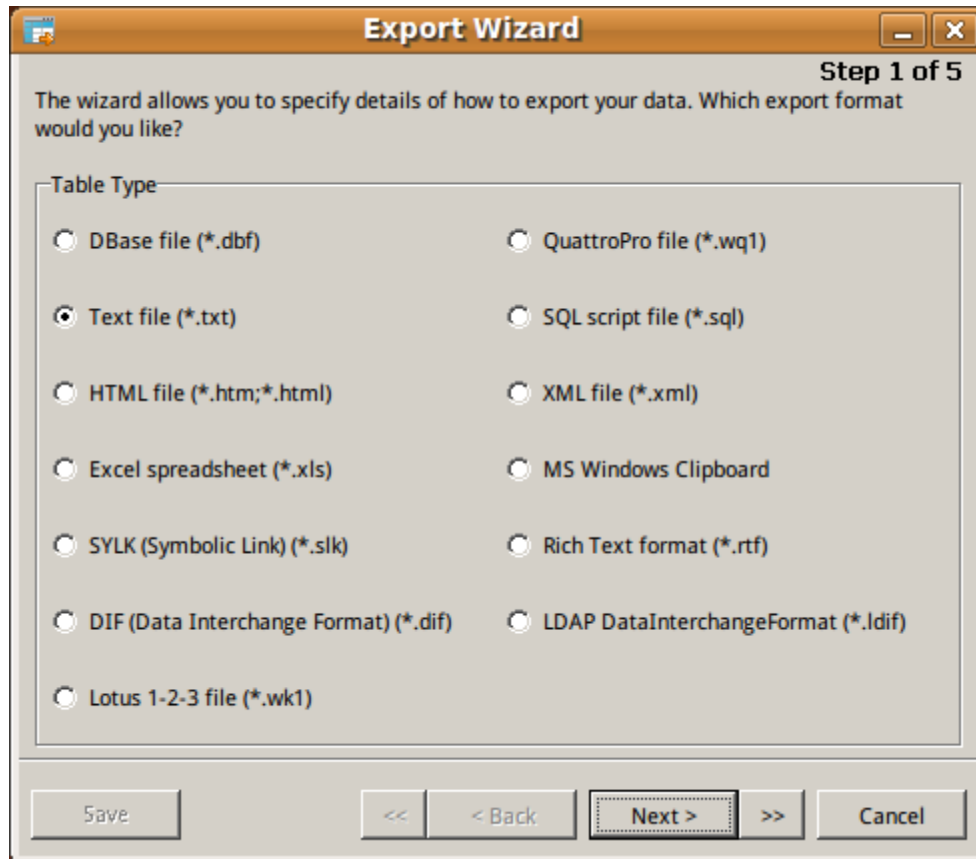 Export Wizard
Step 1 of 5
The wizard allows you to specify details of how to export your data. Which export format
would you like?
Table Type
DBase file (*.dbf)
QuattroPro file (*.wq1)
Text file (*.txt)
SQL script file (*.sql)
HTML file (*.htm;*.html)
XML file (*.xml)
Excel spreadsheet (*.xls)
MS Windows Clipboard
SYLK (Symbolic Link) (*.slk)
Rich Text format (*.rtf)
DIF (Data Interchange Format) (*.dif)
LDAP DataInterchangeFormat (*.ldif)
Lotus 1-2-3 file (*.wk1)
Save
<<
< Back
Next >
>>
Cancel